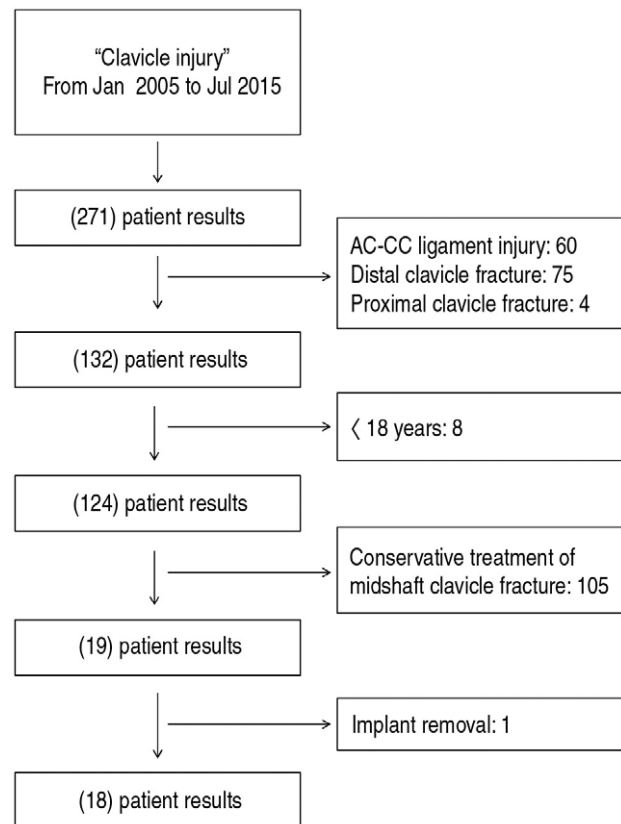 “Clavicle injury”
From Jan 2005 to Jul 2015
(271) patient results
AC-CC ligament injury: 60
Distal clavicle fracture: 75
Proximal clavicle fracture: 4
(132) patient results
〈 18 years: 8
(124) patient results
Conservative treatment of
midshaft clavicle fracture: 105
(19) patient results
Implant removal: 1
(18) patient results